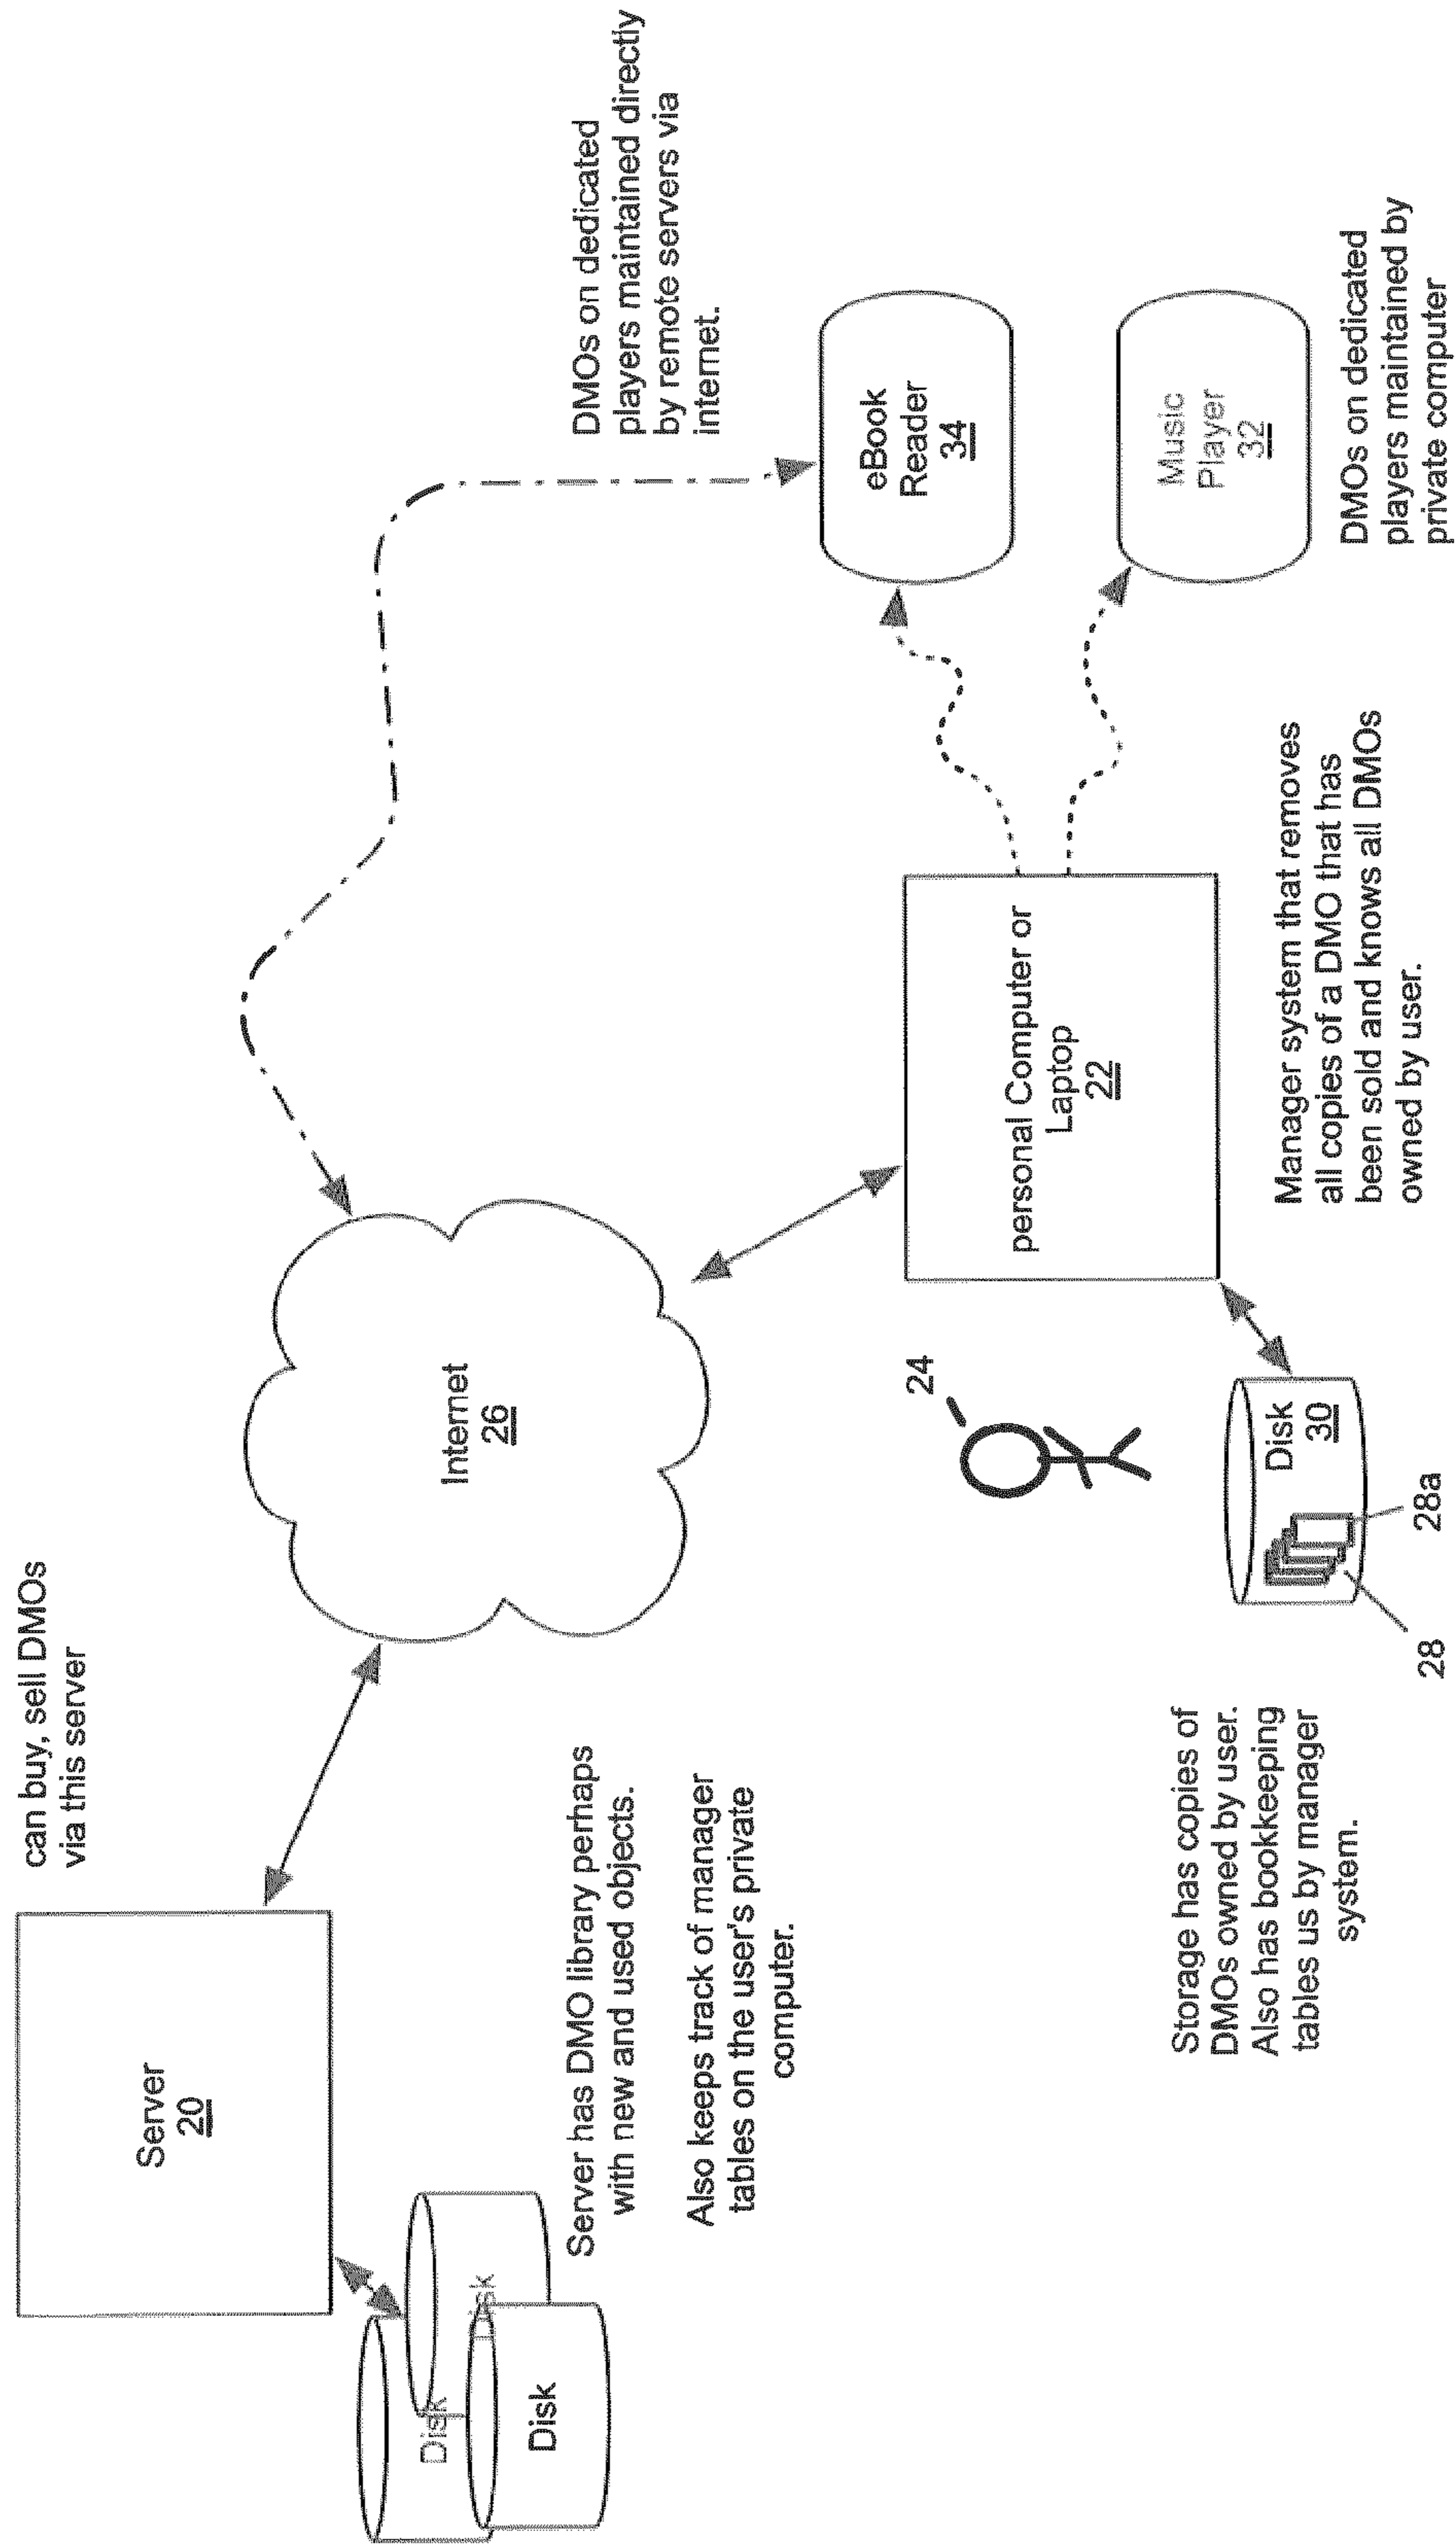 can buy, sell DMOs
via this server
Server
20
Disk
Disk
Disk
Server has DMO library perhaps
with new and used objects.
Also keeps track of manager
tables on the user's private
computer.
Internet
26
DMOs on dedicated
players maintained directly
by remote servers via
internet.
24
personal Computer or
Laptop
22
eBook
Reader
34
Music
Player
32
Disk
30
28
28a
Storage has copies of
DMOs owned by user.
Also has bookkeeping
tables us by manager
system.
Manager system that removes
all copies of a DMO that has
been sold and knows all DMOs
owned by user.
DMOs on dedicated
players maintained by
private computer